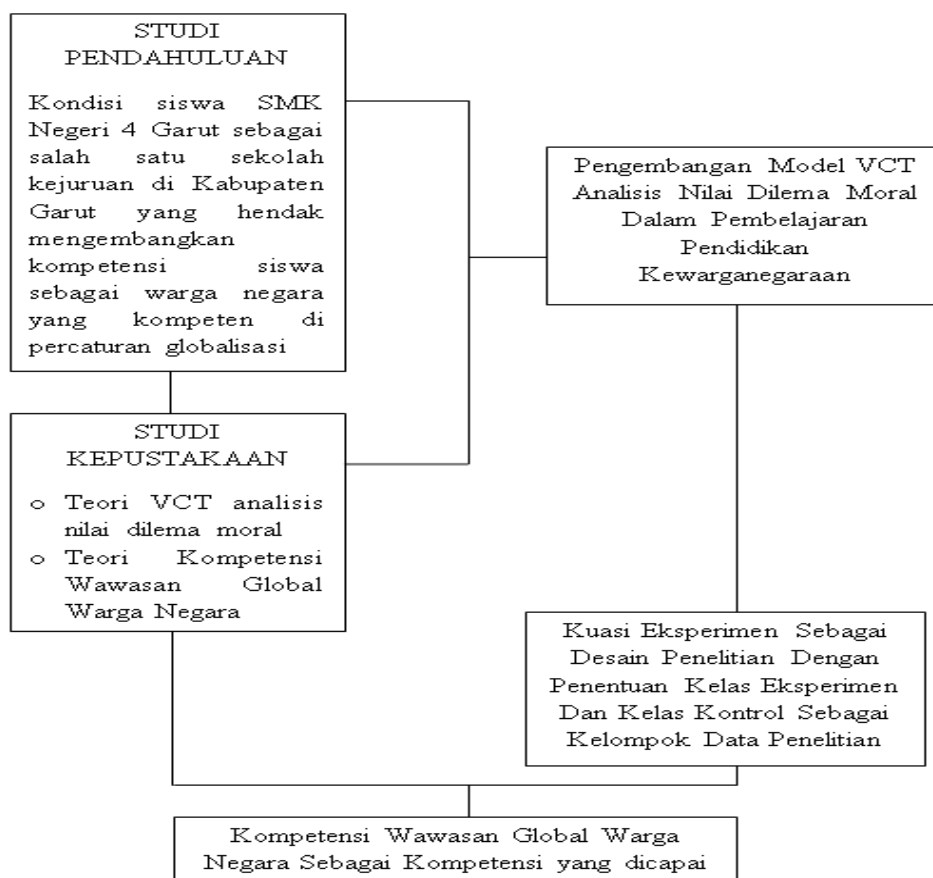 STUDI
PENDAHULUAN
Kondisi siswa SMK
Negeri 4 Garut sebagai
salah satu sekolah
kejuruan di Kabupaten
Garut yang hendak
mengembangkan
kompetensi siswa
sebagai warga negara
yang kompeten di
percaturan globalisasi
STUDI
KEPUSTAKAAN
o Teori VCT analisis
nilai dilema moral
o Teori Kompetensi
Wawasan Global
Warga Negara
Pengembangan Model VCT
Analisis Nilai Dilema Moral
Dalam Pembelajaran
Pendidikan
Kewarganegaraan
Kuasi Eksperimen Sebagai
Desain Penelitian Dengan
Penentuan Kelas Eksperimen
Dan Kelas Kontrol Sebagai
Kelompok Data Penelitian
Kompetensi Wawasan Global Warga
Negara Sebagai Kompetensi yang dicapai